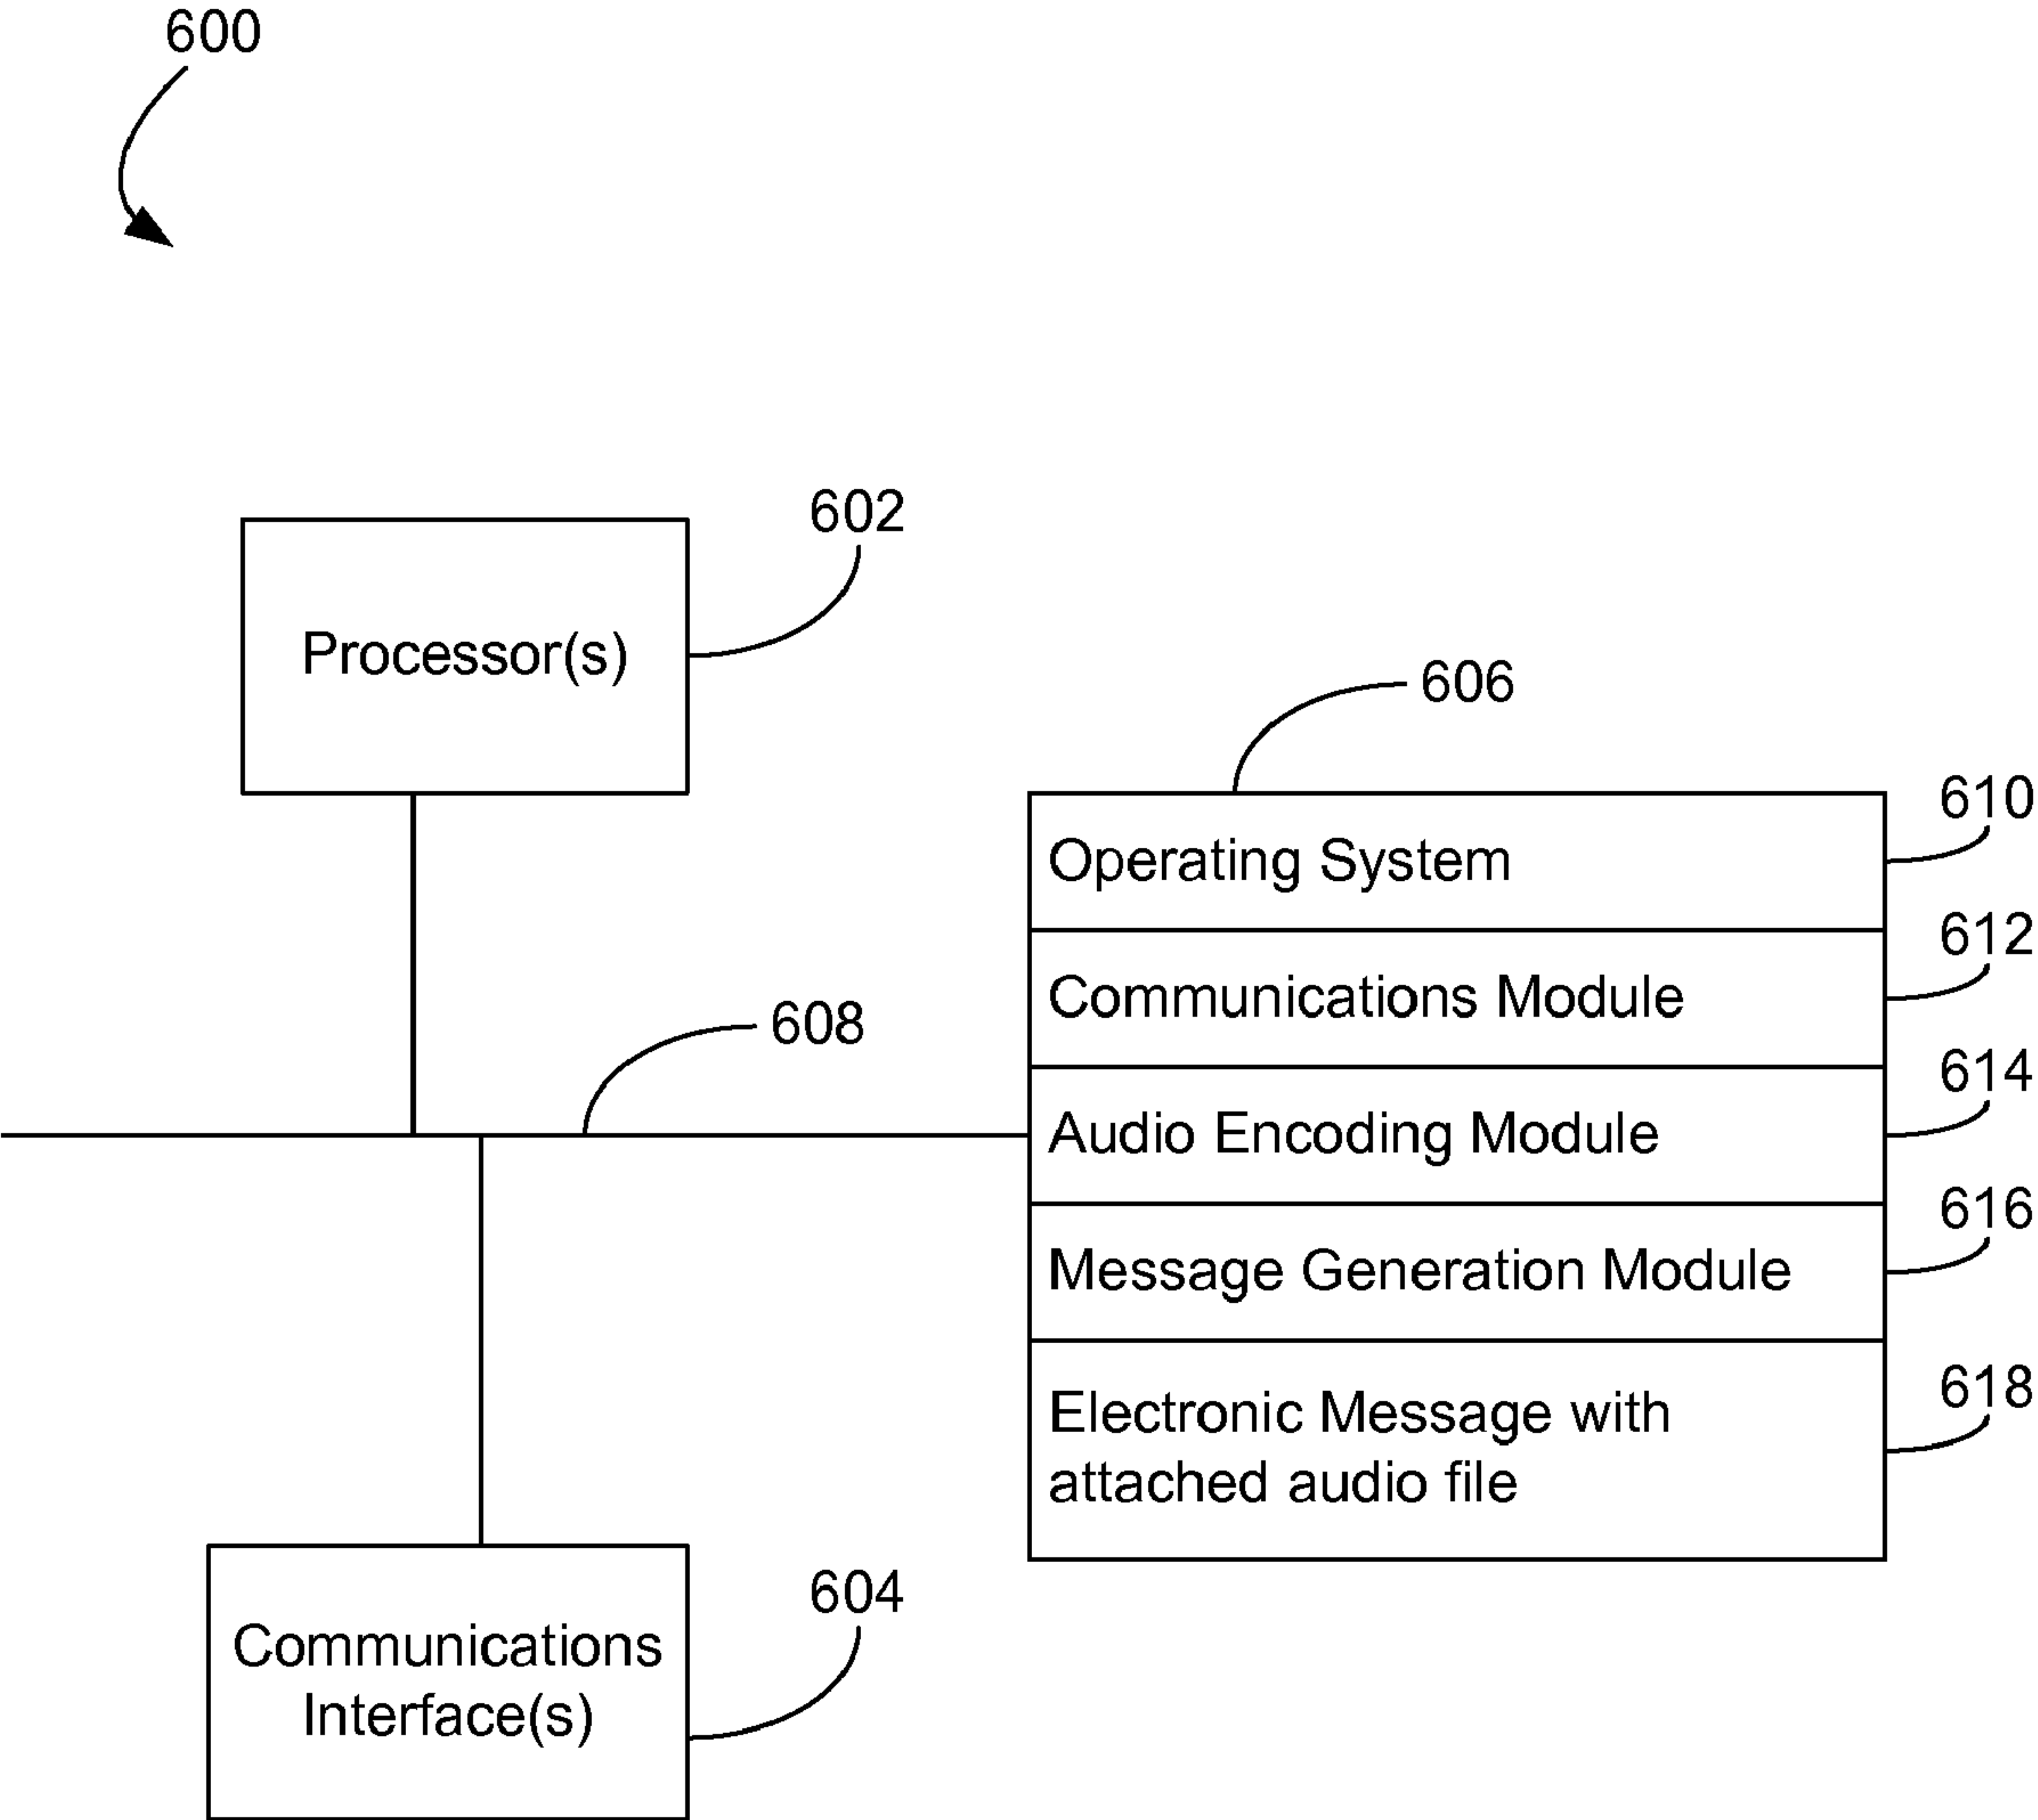 600
602
Processor(s)
606
610
Operating System
612
Communications Module
608
614
Audio Encoding Module
616
Message Generation Module
618
Electronic Message with
attached audio file
604
Communications
Interface(s)